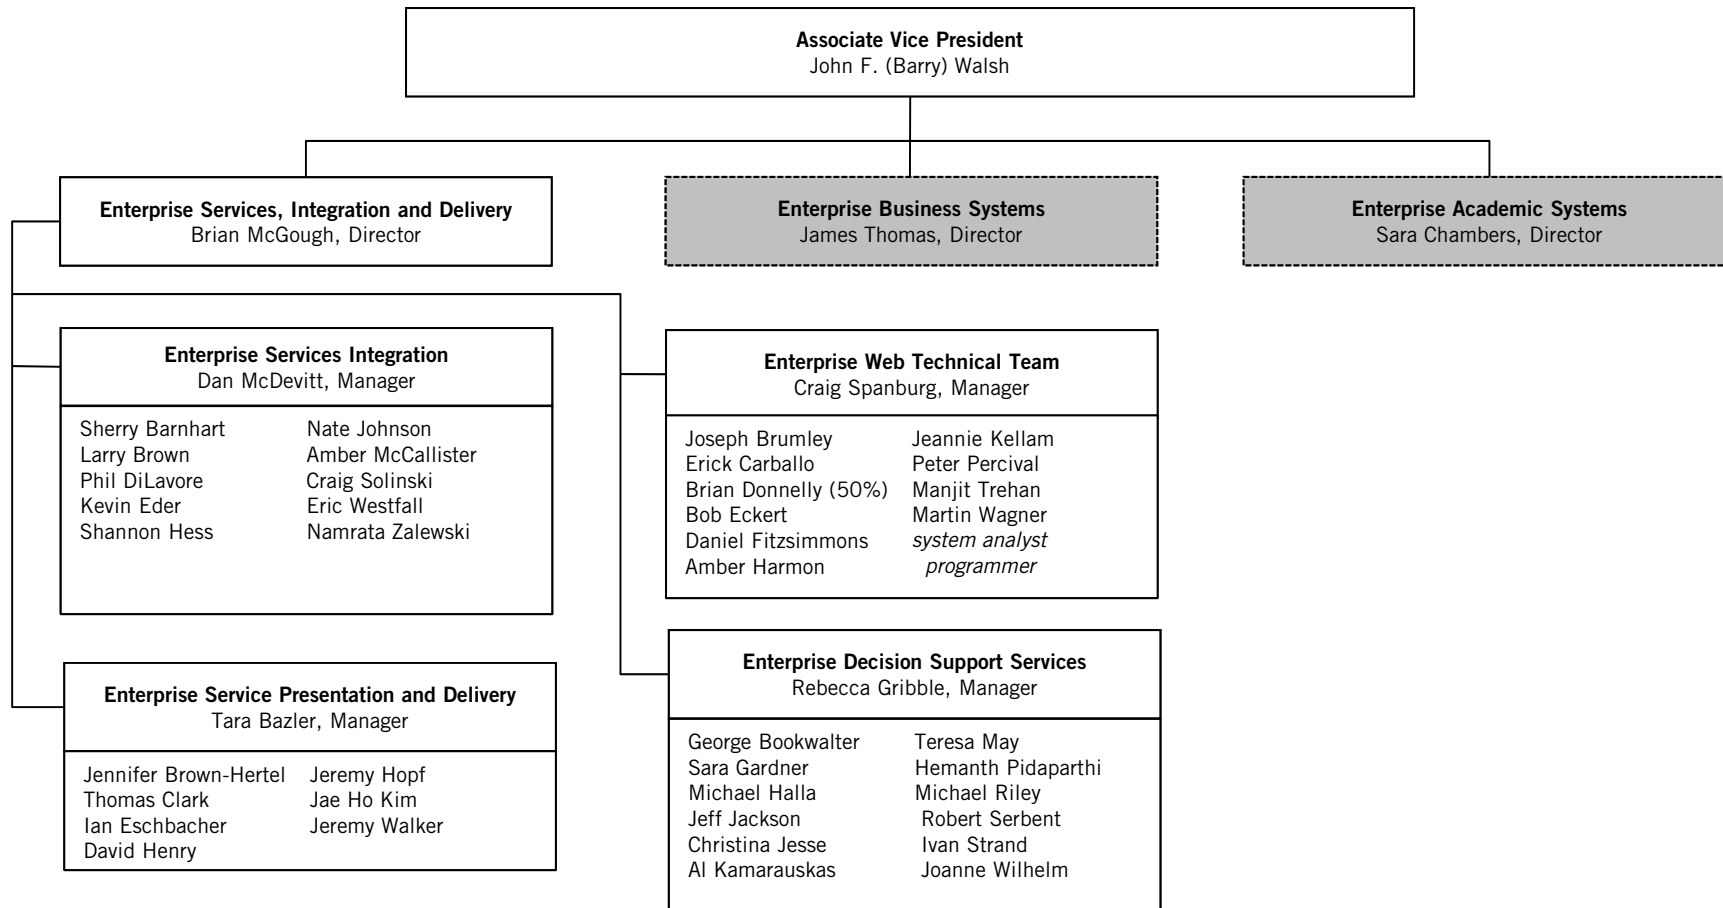 Associate Vice President
John F. (Barry) Walsh
Enterprise Services, Integration and Delivery
Brian McGough, Director
Enterprise Business Systems
James Thomas, Director
Enterprise Academic Systems
Sara Chambers, Director
Enterprise Services Integration
Dan McDevitt, Manager
Sherry Barnhart
Larry Brown
Phil DiLavore
Kevin Eder
Shannon Hess
Nate Johnson
Amber McCallister
Craig Solinski
Eric Westfall
Namrata Zalewski
Enterprise Web Technical Team
Craig Spanburg, Manager
Joseph Brumley
Erick Carballo
Brian Donnelly (50%)
Bob Eckert
Daniel Fitzsimmons
Amber Harmon
Jeannie Kellam
Peter Percival
Manjit Trehan
Martin Wagner
system analyst
programmer
Enterprise Service Presentation and Delivery
Tara Bazler, Manager
Jennifer Brown-Hertel
Thomas Clark
Ian Eschbacher
David Henry
Jeremy Hopf
Jae Ho Kim
Jeremy Walker
Enterprise Decision Support Services
Rebecca Gribble, Manager
George Bookwalter
Sara Gardner
Michael Halla
Jeff Jackson
Christina Jesse
Al Kamarauskas
Teresa May
Hemanth Pidaparthi
Michael Riley
Robert Serbent
Ivan Strand
Joanne Wilhelm